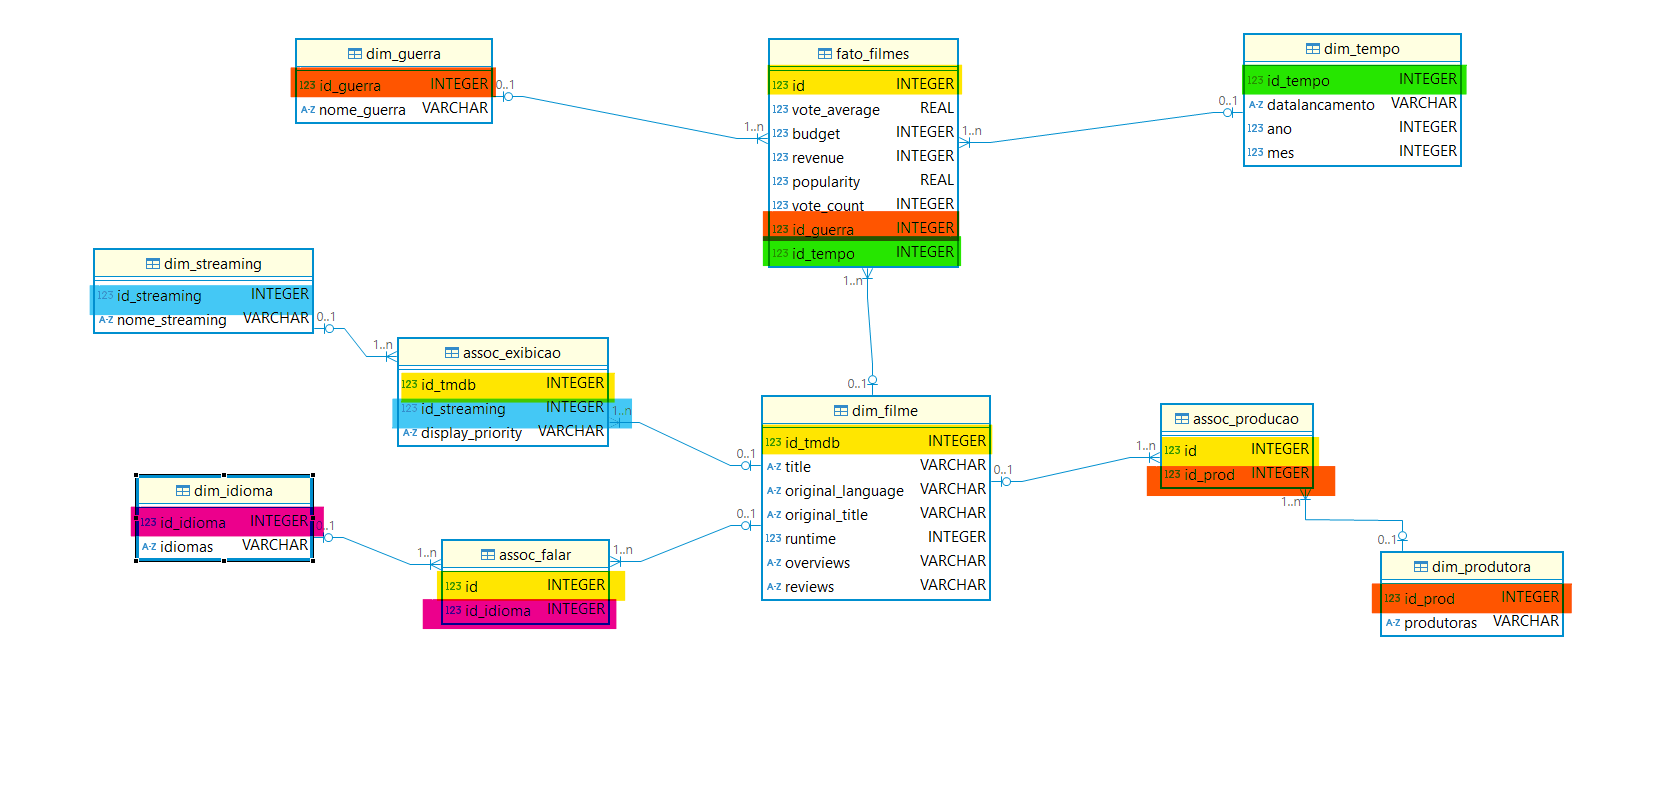 dim_guerra
123 id_guerra INTEGER
A-Z nome_guerra VARCHAR
0..1
1..n
fato_filmes
123 id INTEGER
123 vote_average REAL
123 budget INTEGER
123 revenue INTEGER
123 popularity REAL
123 vote_count INTEGER
123 id_guerra INTEGER
123 id_tempo INTEGER
1..n
1..n
0..1
dim_tempo
123 id_tempo INTEGER
A-Z datalancamento VARCHAR
123 ano INTEGER
123 mes INTEGER
dim_streaming
123 id_streaming INTEGER
A-Z nome_streaming VARCHAR
0..1
1..n
assoc_exibicao
123 id_tmdb INTEGER
123 id_streaming INTEGER
A-Z display_priority VARCHAR
1..n
0..1
0..1
dim_filme
123 id_tmdb INTEGER
A-Z title VARCHAR
A-Z original_language VARCHAR
A-Z original_title VARCHAR
123 runtime INTEGER
A-Z overviews VARCHAR
A-Z reviews VARCHAR
0..1
0..1
1..n
assoc_producao
123 id INTEGER
123 id_prod INTEGER
1..n
0..1
dim_produtora
123 id_prod INTEGER
A-Z produtoras VARCHAR
dim_idioma
123 id_idioma INTEGER
A-Z idiomas VARCHAR
0..1
1..n
assoc_falar
123 id INTEGER
123 id_idioma INTEGER
1..n